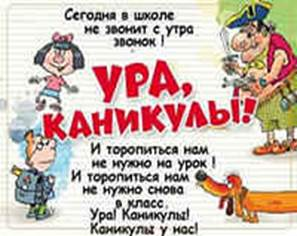 Сегодня в школе
не звонит с утра
звонок !
УРА,
КАНИКУЛЫ!
И торопиться нам
не нужно на урок !
И торопиться нам
не нужно снова
в класс.
Ура! Каникулы!
Каникулы у нас!